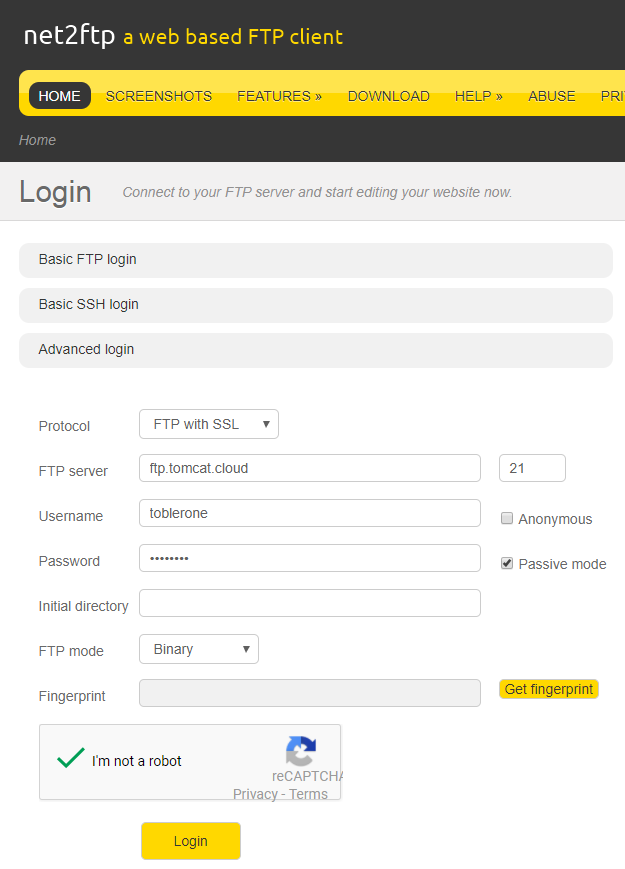 net2ftp a web based FTP client
HOME SCREENSHOTS FEATURES » DOWNLOAD HELP » ABUSE PRI
Home
Login Connect to your FTP server and start editing your website now.
Basic FTP login
Basic SSH login
Advanced login
Protocol FTP with SSL
FTP server ftp.tomcat.cloud 21
Username toblerone Anonymous
Password •••••••• Passive mode
Initial directory
FTP mode Binary
Fingerprint Get fingerprint
I'm not a robot
reCAPTCHA
Privacy - Terms
Login